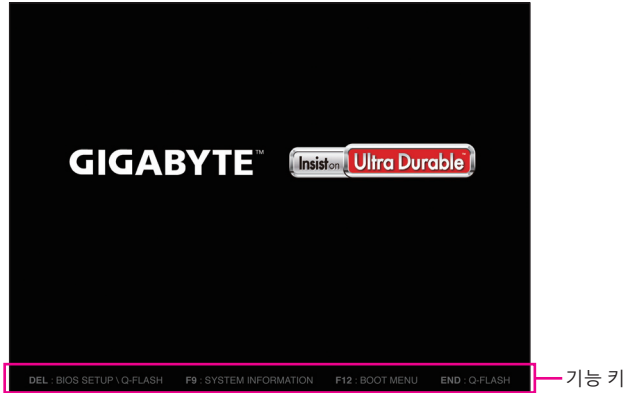 GIGABYTE™ Insist on Ultra Durable™
DEL : BIOS SETUP \ Q-FLASH F9 : SYSTEM INFORMATION F12 : BOOT MENU END : Q-FLASH
기능 키